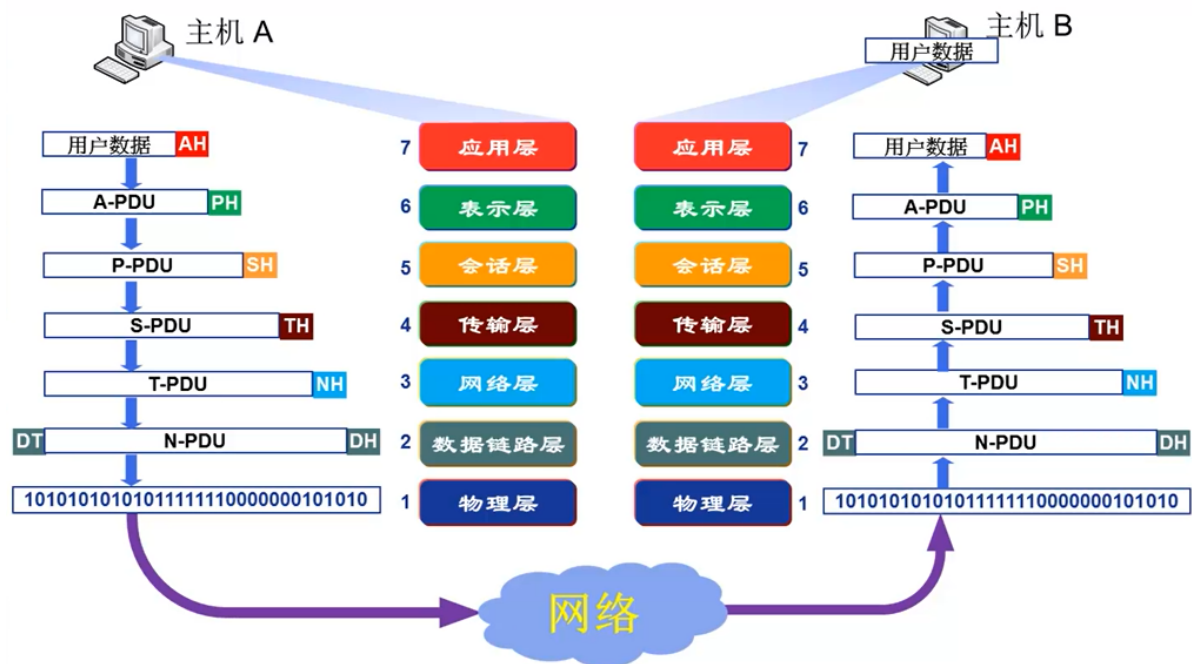 主机 A
主机 B
用户数据
用户数据 AH
7 应用层
应用层 7
用户数据 AH
A-PDU PH
6 表示层
表示层 6
A-PDU PH
P-PDU SH
5 会话层
会话层 5
P-PDU SH
S-PDU TH
4 传输层
传输层 4
S-PDU TH
T-PDU NH
3 网络层
网络层 3
T-PDU NH
DT N-PDU DH
2 数据链路层
数据链路层 2
DT N-PDU DH
1010101010101111111000000010101​0
1 物理层
物理层 1
10101010101011111110000000101010
网络